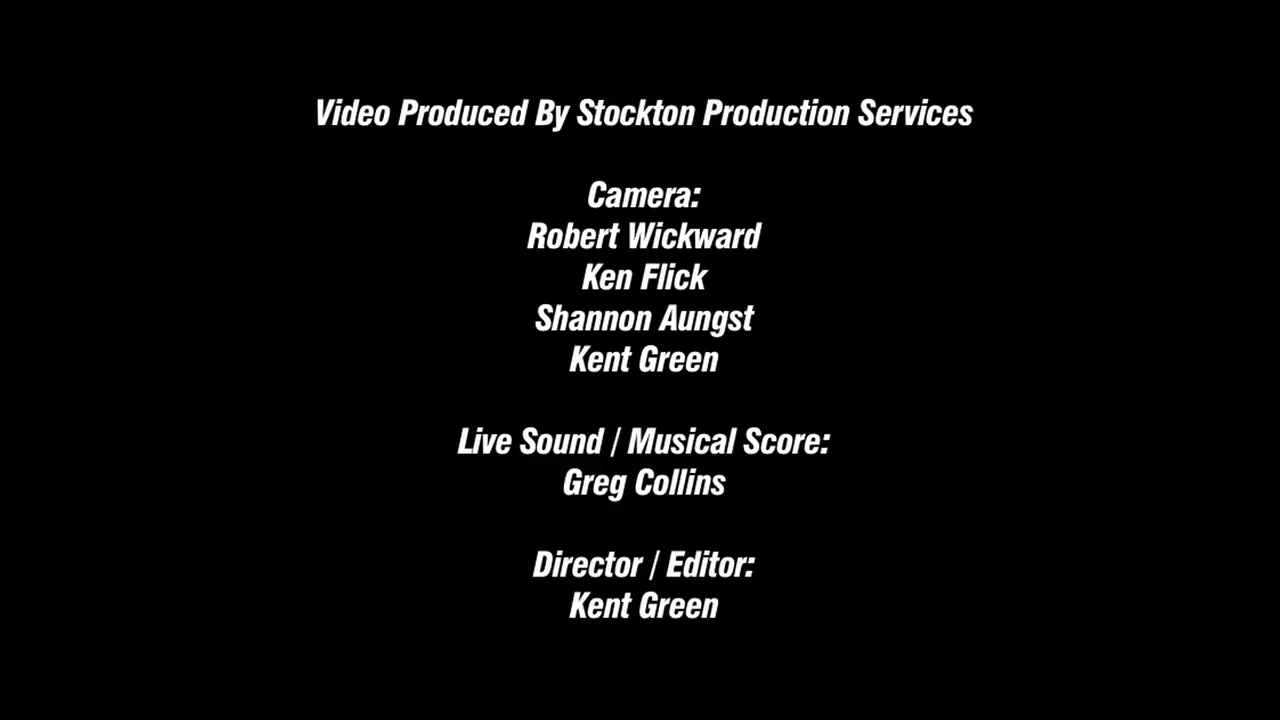 Video Produced By Stockton Production Services
Camera:
Robert Wickward
Ken Flick
Shannon Aungst
Kent Green
Live Sound / Musical Score:
Greg Collins
Director / Editor:
Kent Green